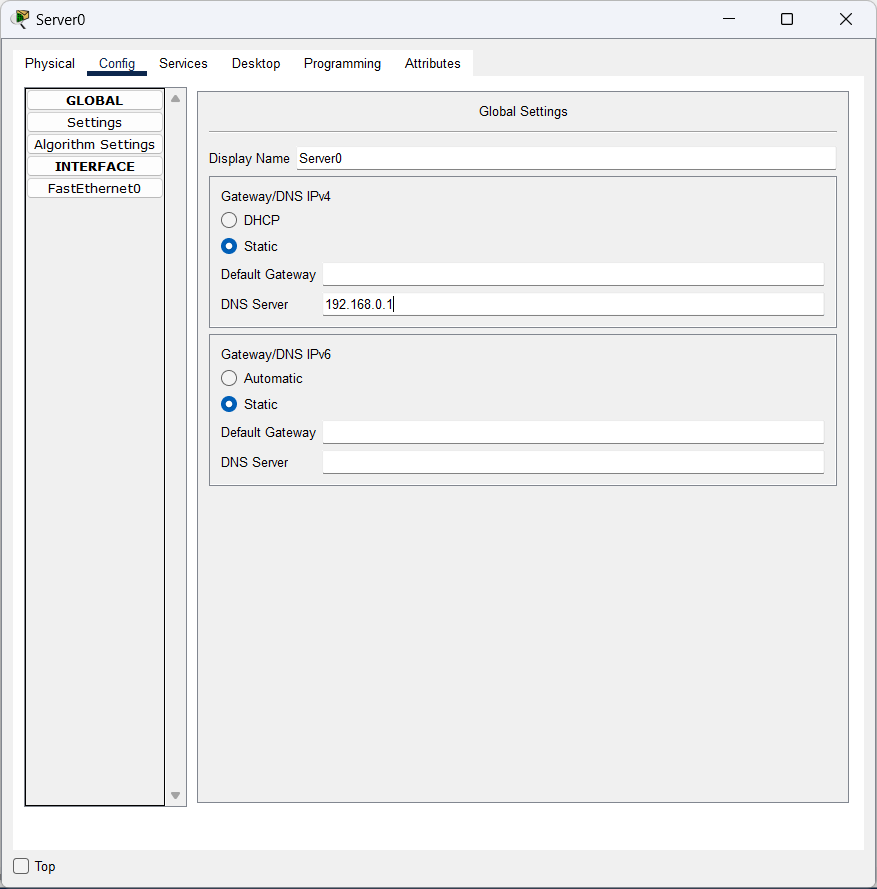 Server0
Physical Config Services Desktop Programming Attributes
GLOBAL
Settings
Algorithm Settings
INTERFACE
FastEthernet0
Global Settings
Display Name Server0
Gateway/DNS IPv4
DHCP
Static
Default Gateway
DNS Server 192.168.0.1
Gateway/DNS IPv6
Automatic
Static
Default Gateway
DNS Server
Top